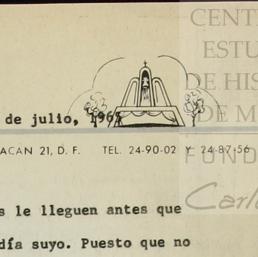 CENT
ESTU
DE HIS
DE M
de julio, 196
ACAN 21, D. F. TEL. 24-90-02 Y 24-87-56
FUND
Carl
s le lleguen antes que
día suyo. Puesto que no